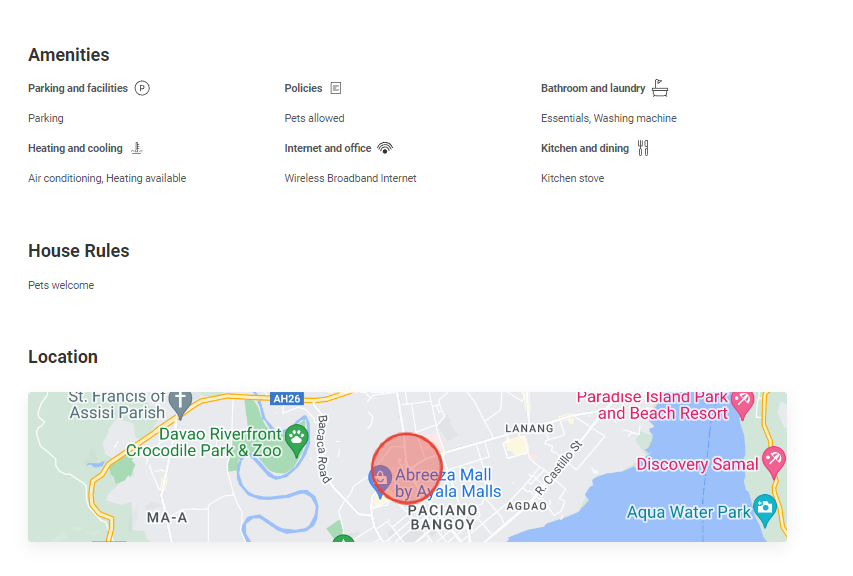 Amenities
Parking and facilities P
Policies
Bathroom and laundry
Parking
Pets allowed
Essentials, Washing machine
Heating and cooling
Internet and office
Kitchen and dining
Air conditioning, Heating available
Wireless Broadband Internet
Kitchen stove
House Rules
Pets welcome
Location
St. Francis of
Assisi Parish
AH26
Paradise Island Park
and Beach Resort
Davao Riverfront
Crocodile Park & Zoo
Bacaca Road
LANANG
R. Castillo St
Abreeza Mall
by Ayala Malls
Discovery Samal
MA-A
PACIANO
BANGOY
AGDAO
Aqua Water Park